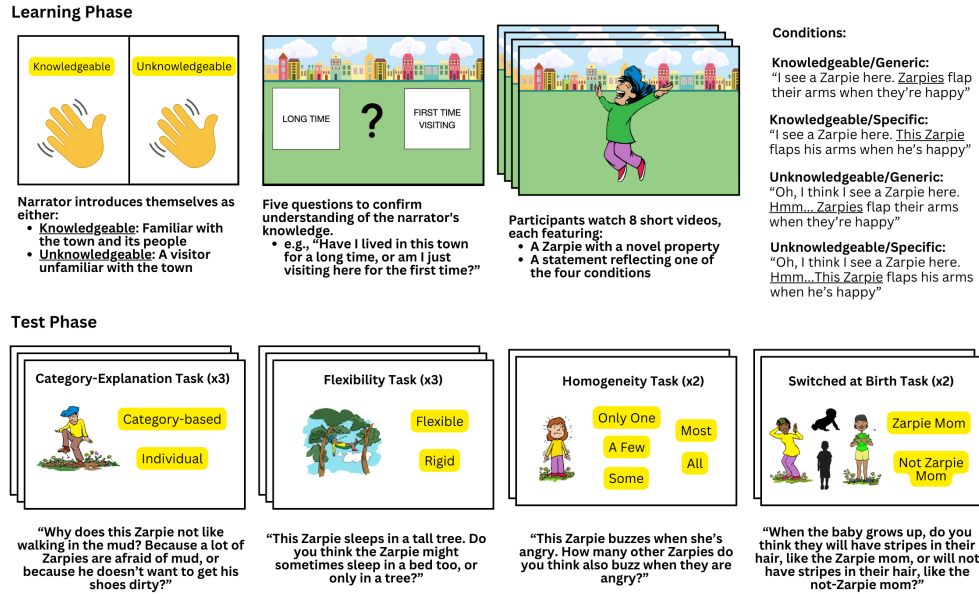 Learning Phase
Knowledgeable
Unknowledgeable
Narrator introduces themselves as
either:
• Knowledgeable: Familiar with
the town and its people
• Unknowledgeable: A visitor
unfamiliar with the town
LONG TIME
?
FIRST TIME
VISITING
Five questions to confirm
understanding of the narrator's
knowledge.
• e.g., “Have I lived in this town
for a long time, or am I just
visiting here for the first time?”
Participants watch 8 short videos,
each featuring:
• A Zarpie with a novel property
• A statement reflecting one of
the four conditions
Conditions:
Knowledgeable/Generic:
“I see a Zarpie here. Zarpies flap
their arms when they’re happy”
Knowledgeable/Specific:
“I see a Zarpie here. This Zarpie
flaps his arms when he’s happy”
Unknowledgeable/Generic:
“Oh, I think I see a Zarpie here.
Hmm... Zarpies flap their arms
when they’re happy?”
Unknowledgeable/Specific:
“Oh, I think I see a Zarpie here.
Hmm...This Zarpie flaps his arms
when he’s happy”
Test Phase
Category-Explanation Task (x3)
Category-based
Individual
“Why does this Zarpie not like
walking in the mud? Because a lot of
Zarpies are afraid of mud, or
because he doesn’t want to get his
shoes dirty?”
Flexibility Task (x3)
Flexible
Rigid
“This Zarpie sleeps in a tall tree. Do
you think the Zarpie might
sometimes sleep in a bed too, or
only in a tree?”
Homogeneity Task (x2)
Only One
A Few
Some
Most
All
“This Zarpie buzzes when she’s
angry. How many other Zarpies do
you think also buzz when they are
angry?”
Switched at Birth Task (x2)
Zarpie Mom
Not Zarpie
Mom
“When the baby grows up, do you
think they will have stripes in their
hair, like the Zarpie mom, or will not
have stripes in their hair, like the
not-Zarpie mom?”